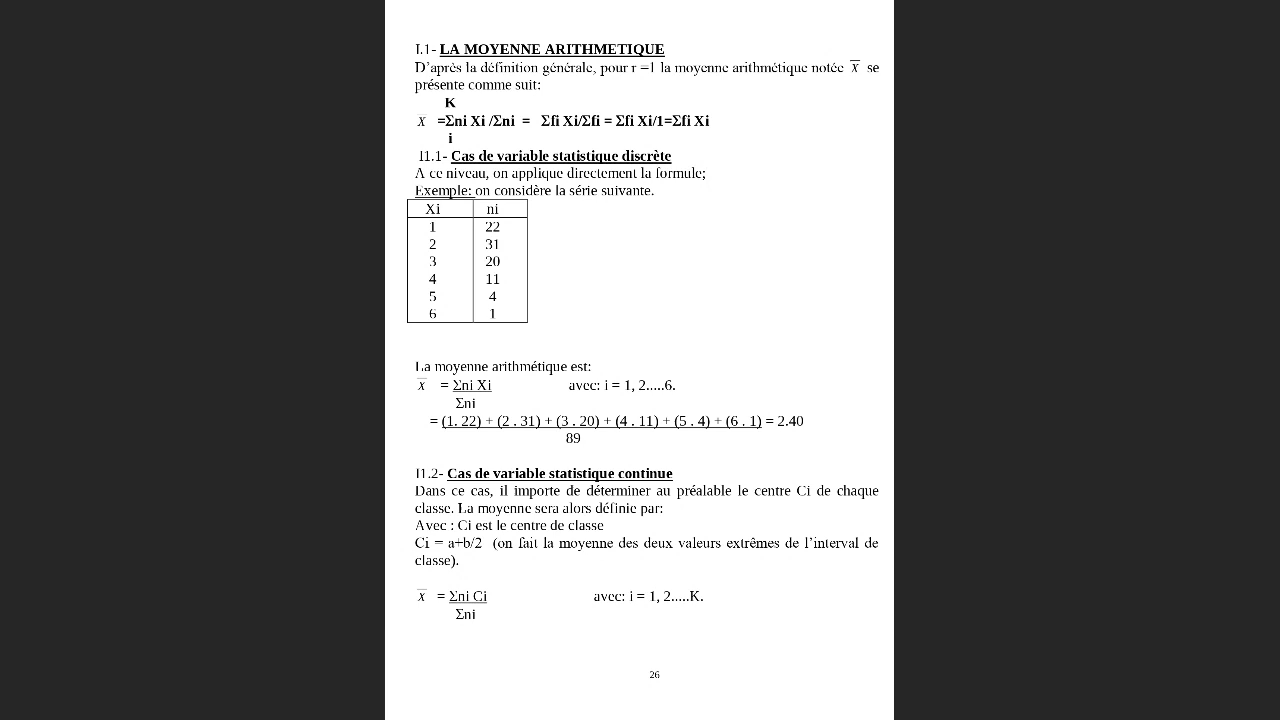 I.1- LA MOYENNE ARITHMETIQUE
D’après la définition générale, pour r =1 la moyenne arithmétique notée X se
présente comme suit:
K
X =Σni Xi /Σni = Σfi Xi/Σfi = Σfi Xi/1=Σfi Xi
i
I1.1- Cas de variable statistique discrète
A ce niveau, on applique directement la formule;
Exemple: on considère la série suivante.
Xi ni
1 22
2 31
3 20
4 11
5 4
6 1
La moyenne arithmétique est:
X = Σni Xi avec: i = 1, 2.....6.
Σni
= (1. 22) + (2 . 31) + (3 . 20) + (4 . 11) + (5 . 4) + (6 . 1) = 2.40
89
I1.2- Cas de variable statistique continue
Dans ce cas, il importe de déterminer au préalable le centre Ci de chaque
classe. La moyenne sera alors définie par:
Avec : Ci est le centre de classe
Ci = a+b/2 (on fait la moyenne des deux valeurs extrêmes de l’interval de
classe).
X = Σni Ci avec: i = 1, 2.....K.
Σni
26